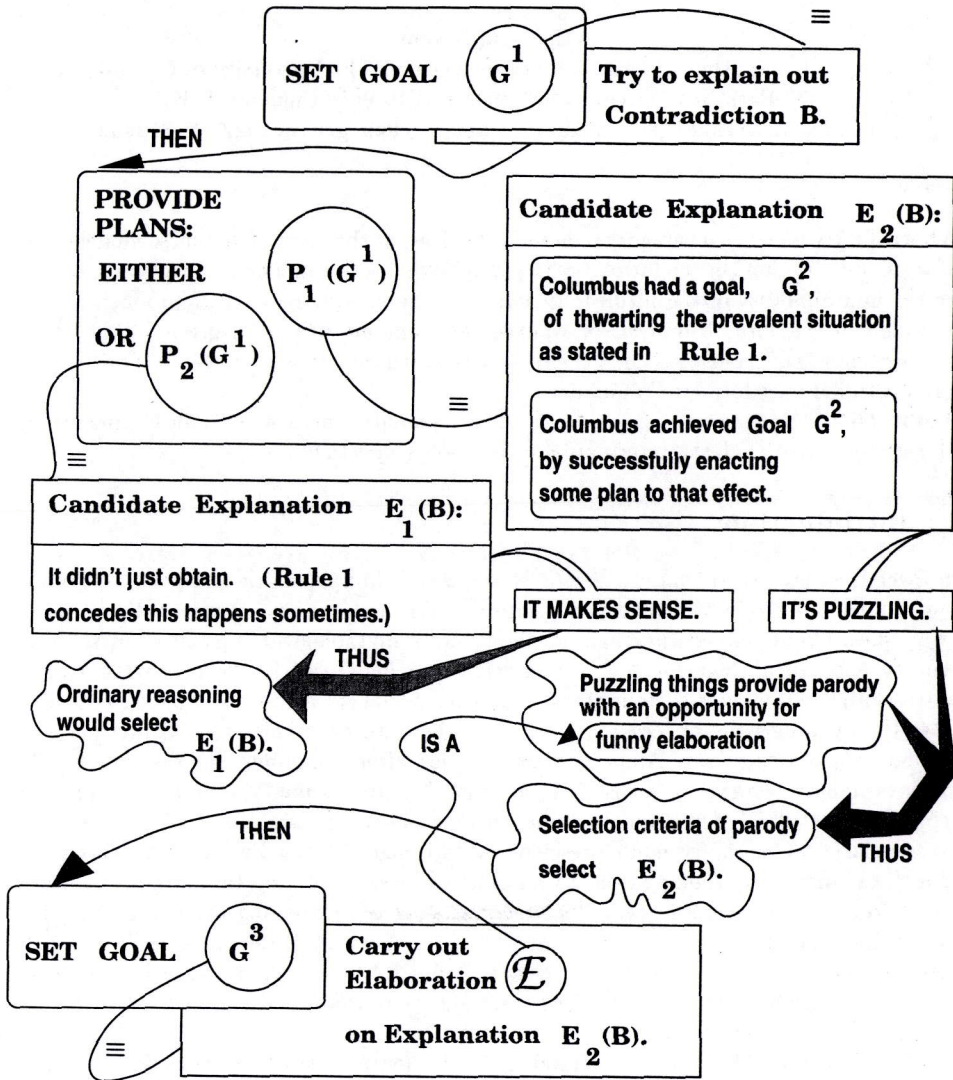 ≡
SET GOAL G¹
Try to explain out
Contradiction B.
THEN
PROVIDE
PLANS:
EITHER P₁ (G¹)
OR P₂ (G¹)
≡
≡
Candidate Explanation E₂ (B):
Columbus had a goal, G²,
of thwarting the prevalent situation
as stated in Rule 1.
Columbus achieved Goal G²,
by successfully enacting
some plan to that effect.
Candidate Explanation E₁ (B):
It didn't just obtain. (Rule 1
concedes this happens sometimes.)
IT MAKES SENSE.
IT'S PUZZLING.
THUS
Ordinary reasoning
would select
E₁ (B).
Puzzling things provide parody
with an opportunity for
funny elaboration
IS A
THUS
Selection criteria of parody
select E₂ (B).
THEN
SET GOAL G³
≡
Carry out
Elaboration ℰ
on Explanation E₂ (B).